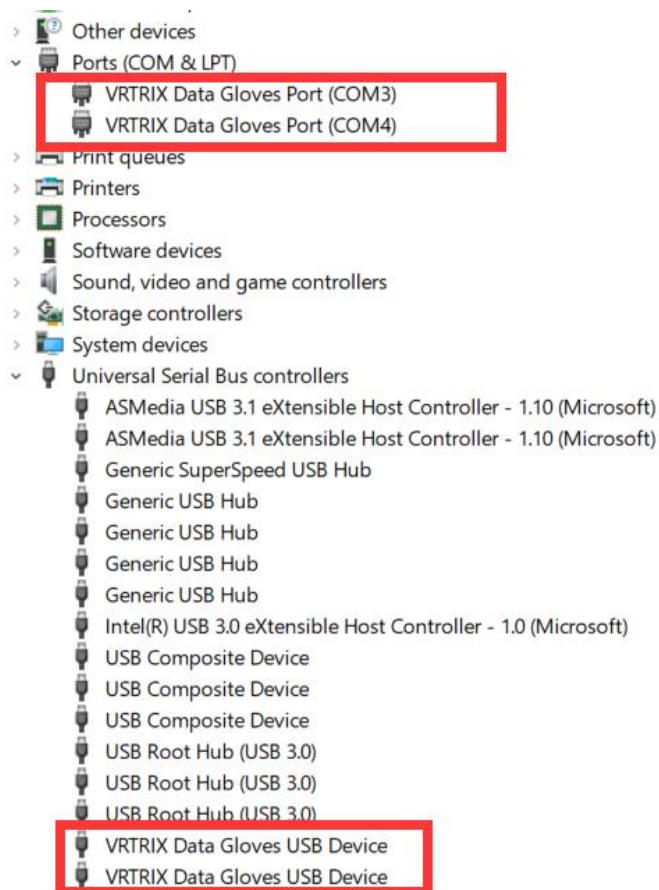 Other devices
Ports (COM & LPT)
VRTRIX Data Gloves Port (COM3)
VRTRIX Data Gloves Port (COM4)
Print queues
Printers
Processors
Software devices
Sound, video and game controllers
Storage controllers
System devices
Universal Serial Bus controllers
ASMedia USB 3.1 eXtensible Host Controller - 1.10 (Microsoft)
ASMedia USB 3.1 eXtensible Host Controller - 1.10 (Microsoft)
Generic SuperSpeed USB Hub
Generic USB Hub
Generic USB Hub
Generic USB Hub
Generic USB Hub
Intel(R) USB 3.0 eXtensible Host Controller - 1.0 (Microsoft)
USB Composite Device
USB Composite Device
USB Composite Device
USB Root Hub (USB 3.0)
USB Root Hub (USB 3.0)
USB Root Hub (USB 3.0)
VRTRIX Data Gloves USB Device
VRTRIX Data Gloves USB Device